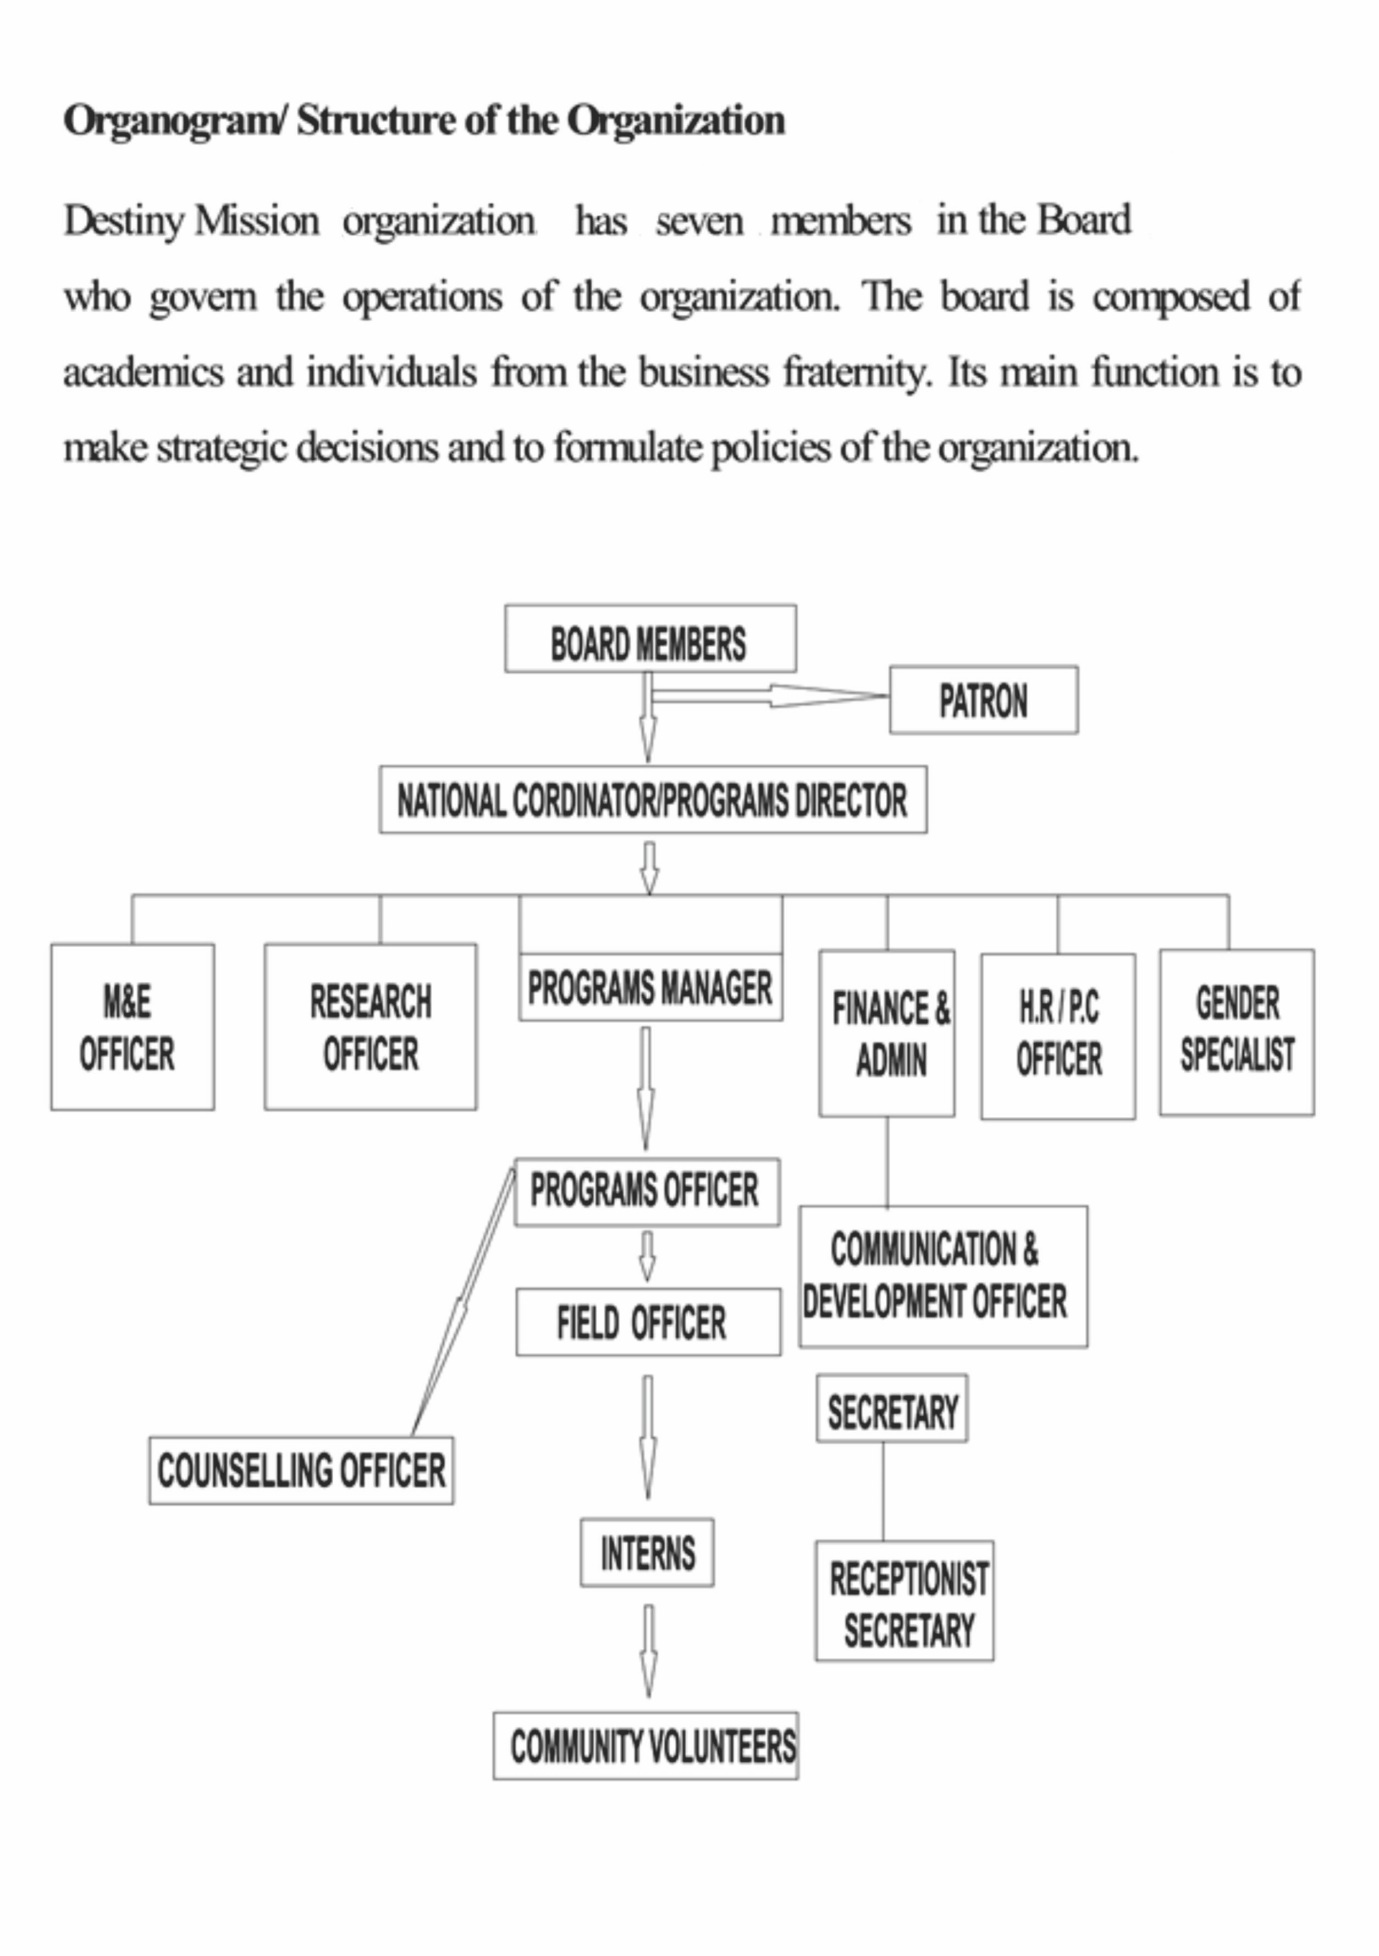 Organogram/ Structure of the Organization
Destiny Mission organization has seven members in the Board
who govern the operations of the organization. The board is composed of
academics and individuals from the business fraternity. Its main function is to
make strategic decisions and to formulate policies of the organization.
BOARD MEMBERS
PATRON
NATIONAL CORDINATOR/PROGRAMS DIRECTOR
M&E
OFFICER
RESEARCH
OFFICER
PROGRAMS MANAGER
FINANCE &
ADMIN
H.R / P.C
OFFICER
GENDER
SPECIALIST
PROGRAMS OFFICER
COMMUNICATION &
DEVELOPMENT OFFICER
FIELD OFFICER
SECRETARY
COUNSELLING OFFICER
INTERNS
RECEPTIONIST
SECRETARY
COMMUNITY VOLUNTEERS